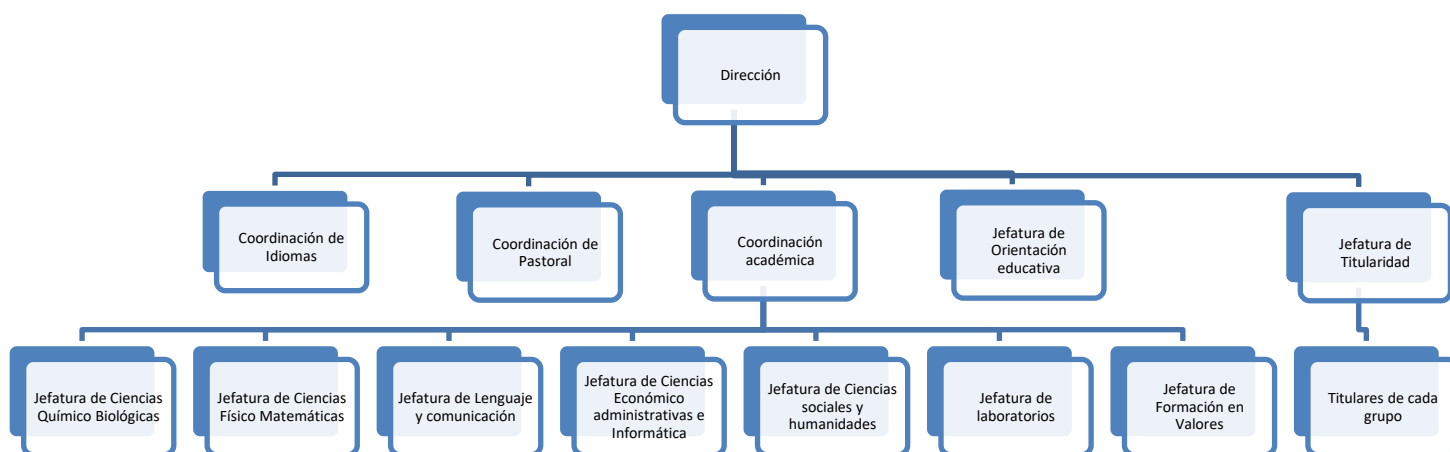 Dirección
Coordinación de
Idiomas
Coordinación de
Pastoral
Coordinación
académica
Jefatura de
Orientación
educativa
Jefatura de
Titularidad
Jefatura de Ciencias
Químico Biológicas
Jefatura de Ciencias
Físico Matemáticas
Jefatura de Lenguaje
y comunicación
Jefatura de Ciencias
Económico
administrativas e
Informática
Jefatura de Ciencias
sociales y
humanidades
Jefatura de
laboratorios
Jefatura de
Formación en
Valores
Titulares de cada
grupo